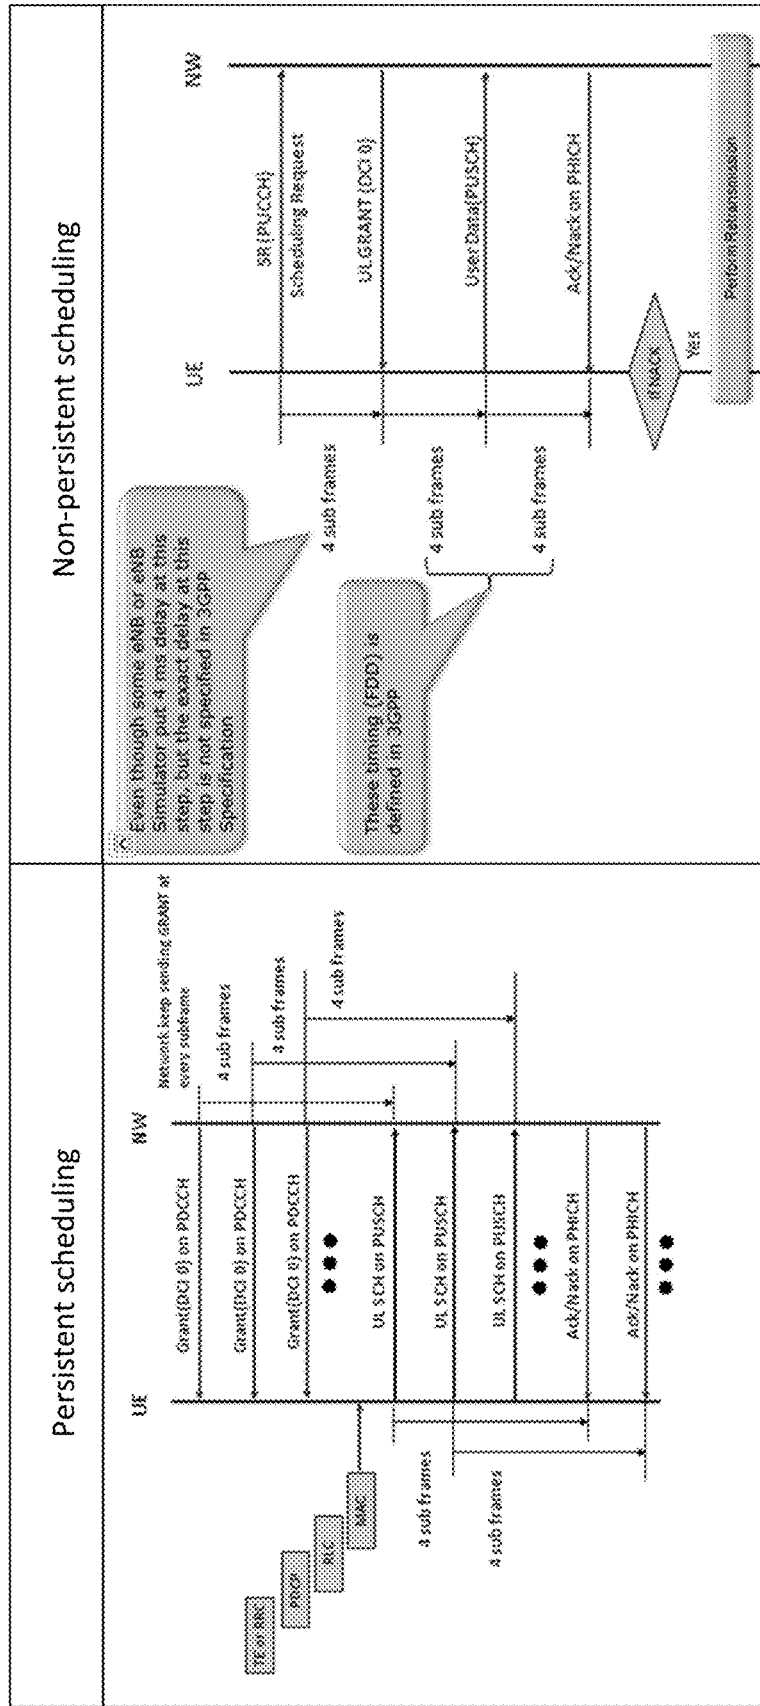 Persistent scheduling
Non-persistent scheduling
UE
NW
Network keep sending GRANT at
every subframe
Grant(DCI 0) on PDCCH
4 sub frames
Grant(DCI 0) on PDCCH
4 sub frames
Grant(DCI 0) on PDCCH
4 sub frames
TE or RRC
PDCP
RLC
MAC
UL SCH on PUSCH
UL SCH on PUSCH
UL SCH on PUSCH
4 sub frames
Ack/Nack on PHICH
4 sub frames
Ack/Nack on PHICH
Even though some eNB or eNB
Simulator put 4 ms delay at this
step, but the exact delay at this
step is not specified in 3GPP
Specification
UE
NW
SR(PUCCH)
Scheduling Request
4 sub frames
UL GRANT (DCI 0)
These timing (FDD) is
defined in 3GPP
4 sub frames
User Data(PUSCH)
4 sub frames
Ack/Nack on PHICH
If NACK
Yes
Perform Retransmission